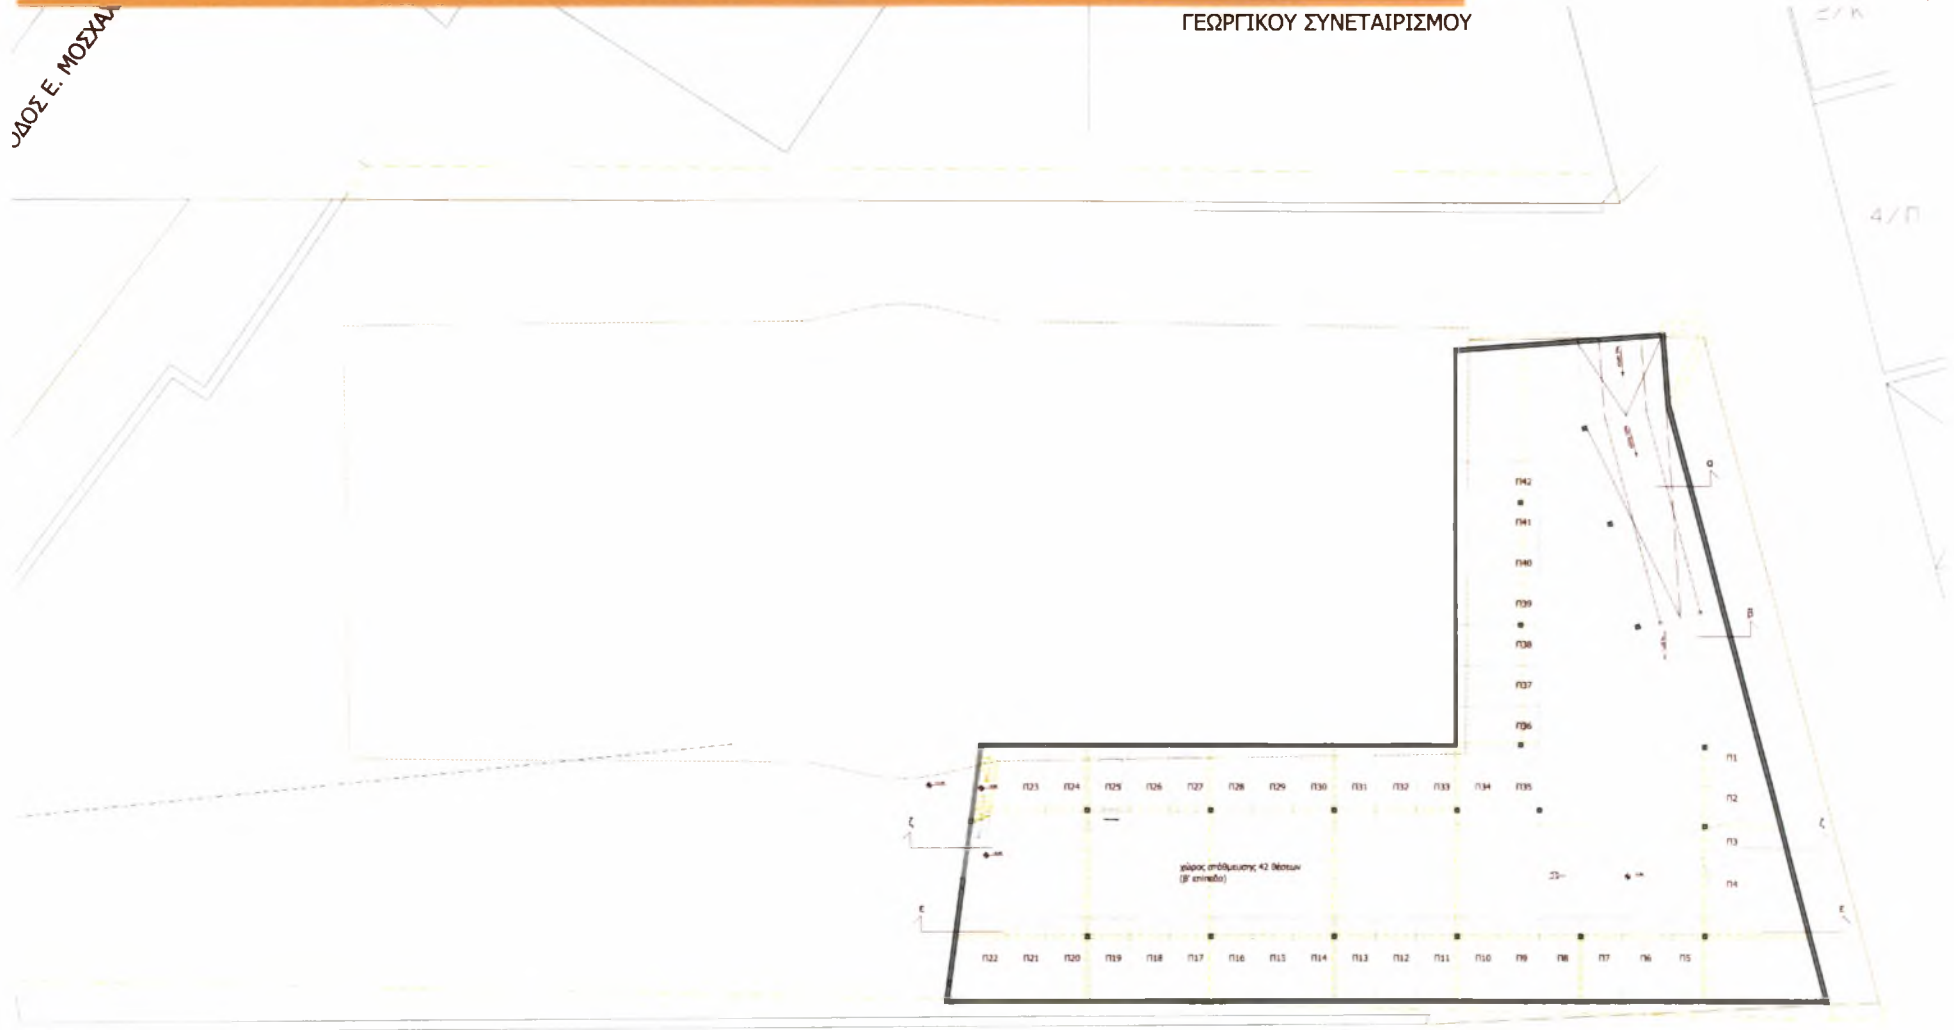 ΓΕΩΡΓΙΚΟΥ ΣΥΝΕΤΑΙΡΙΣΜΟΥ
ΟΔΟΣ Ε.
4/Π
α
Π42
Π41
Π40
Π39
Π38
Π37
Π36
β
Π1
Π2
Π3
Π4
Π23 Π24 Π25 Π26 Π27 Π28 Π29 Π30 Π31 Π32 Π33 Π34 Π35
ζ ζ
χώρος στάθμευσης 42 θέσεων
(β' επίπεδο)
ε ε
Π22 Π21 Π20 Π19 Π18 Π17 Π16 Π15 Π14 Π13 Π12 Π11 Π10 Π9 Π8 Π7 Π6 Π5